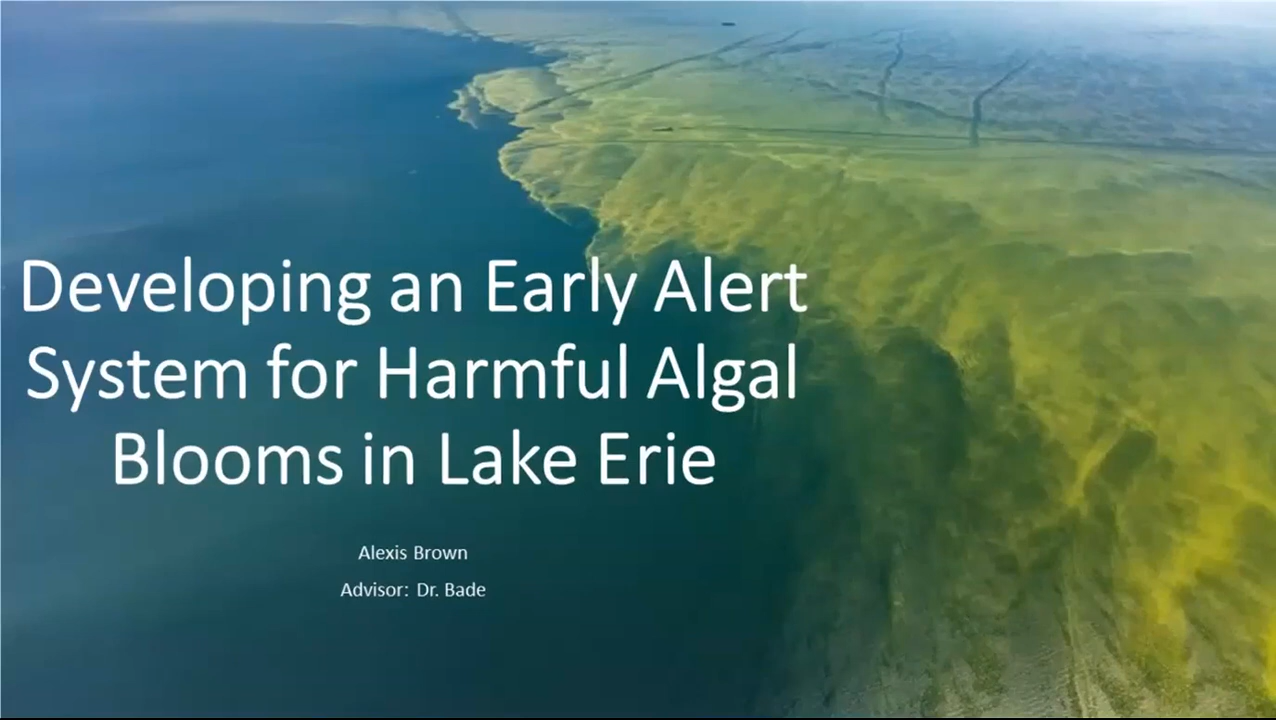 Developing an Early Alert
System for Harmful Algal
Blooms in Lake Erie
Alexis Brown
Advisor: Dr. Bade